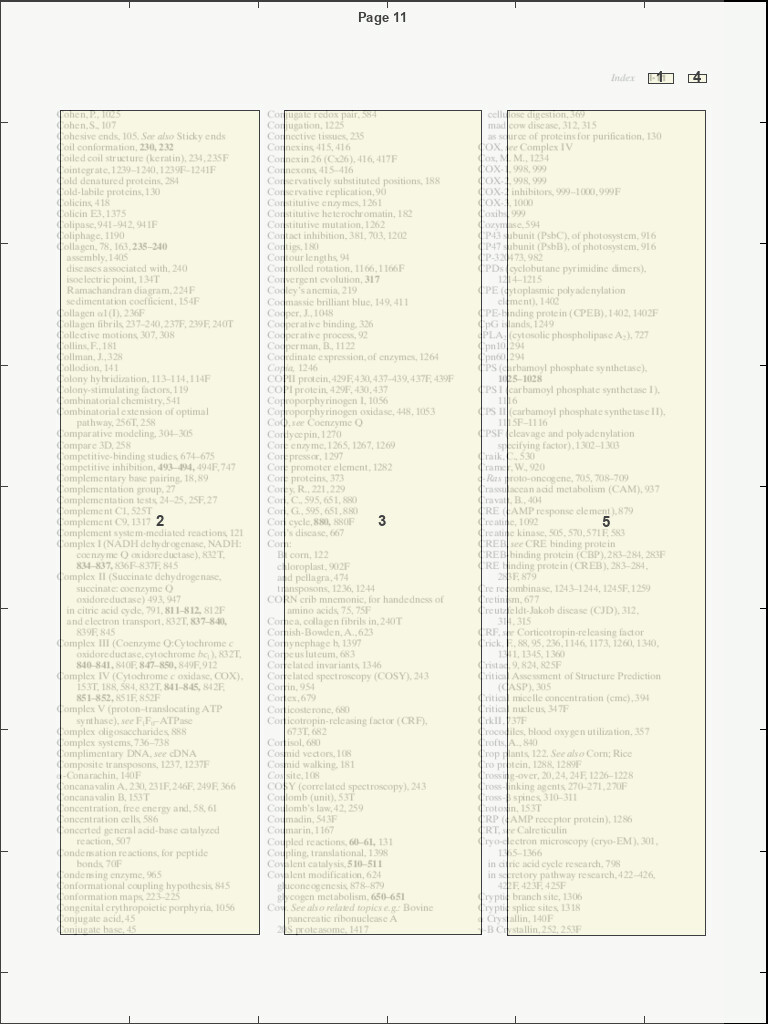 Page 11
Index
1
4
Cohen, P., 1025
Cohen, S., 107
Cohesive ends, 105. See also Sticky ends
Coil conformation, 230, 232
Coiled coil structure (keratin), 234, 235F
Cointegrate, 1239–1240, 1239F–1241F
Cold denatured proteins, 284
Cold-labile proteins, 130
Colicins, 418
Colicin E3, 1375
Colipase, 941–942, 941F
Coliphage, 1190
Collagen, 78, 163, 235–240
assembly, 1405
diseases associated with, 240
isoelectric point, 134T
Ramachandran diagram, 224F
sedimentation coefficient, 154F
Collagen α1(I), 236F
Collagen fibrils, 237–240, 237F, 239F, 240T
Collective motions, 307, 308
Collins, F., 181
Collman, J., 328
Collodion, 141
Colony hybridization, 113–114, 114F
Colony-stimulating factors, 119
Combinatorial chemistry, 541
Combinatorial extension of optimal
pathway, 256T, 258
Comparative modeling, 304–305
Compare 3D, 258
Competitive-binding studies, 674–675
Competitive inhibition, 493–494, 494F, 747
Complementary base pairing, 18, 89
Complementation group, 27
Complementation tests, 24–25, 25F, 27
Complement C1, 525T
Complement C9, 1317
2
Complement system-mediated reactions, 121
Complex I (NADH dehydrogenase, NADH:
coenzyme Q oxidoreductase), 832T,
834–837, 836F–837F, 845
Complex II (Succinate dehydrogenase,
succinate: coenzyme Q
oxidoreductase) 493, 947
in citric acid cycle, 791, 811–812, 812F
and electron transport, 832T, 837–840,
839F, 845
Complex III (Coenzyme Q:Cytochrome c
oxidoreductase, cytochrome bc1), 832T,
840–841, 840F, 847–850, 849F, 912
Complex IV (Cytochrome c oxidase, COX),
153T, 188, 584, 832T, 841–845, 842F,
851–852, 851F, 852F
Complex V (proton-translocating ATP
synthase), see F1F0–ATPase
Complex oligosaccharides, 888
Complex systems, 736–738
Complimentary DNA, see cDNA
Composite transposons, 1237, 1237F
α-Conarachin, 140F
Concanavalin A, 230, 231F, 246F, 249F, 366
Concanavalin B, 153T
Concentration, free energy and, 58, 61
Concentration cells, 586
Concerted general acid-base catalyzed
reaction, 507
Condensation reactions, for peptide
bonds, 70F
Condensing enzyme, 965
Conformational coupling hypothesis, 845
Conformation maps, 223–225
Congenital erythropoietic porphyria, 1056
Conjugate acid, 45
Conjugate base, 45
Conjugate redox pair, 584
Conjugation, 1225
Connective tissues, 235
Connexins, 415, 416
Connexin 26 (Cx26), 416, 417F
Connexons, 415–416
Conservatively substituted positions, 188
Conservative replication, 90
Constitutive enzymes, 1261
Constitutive heterochromatin, 182
Constitutive mutation, 1262
Contact inhibition, 381, 703, 1202
Contigs, 180
Contour lengths, 94
Controlled rotation, 1166, 1166F
Convergent evolution, 317
Cooley's anemia, 219
Coomassie brilliant blue, 149, 411
Cooper, J., 1048
Cooperative binding, 326
Cooperative process, 92
Cooperman, B., 1122
Coordinate expression, of enzymes, 1264
Copia, 1246
COPII protein, 429F, 430, 437–439, 437F, 439F
COPI protein, 429F, 430, 437
Coproporphyrinogen I, 1056
Coproporphyrinogen oxidase, 448, 1053
CoQ, see Coenzyme Q
Cordycepin, 1270
Core enzyme, 1265, 1267, 1269
Corepressor, 1297
Core promoter element, 1282
Core proteins, 373
Corey, R., 221, 229
Cori, C., 595, 651, 880
Cori, G., 595, 651, 880
Cori cycle, 880, 880F
3
Cori's disease, 667
Corn:
Bt corn, 122
chloroplast, 902F
and pellagra, 474
transposons, 1236, 1244
CORN crib mnemonic, for handedness of
amino acids, 75, 75F
Cornea, collagen fibrils in, 240T
Cornish-Bowden, A., 623
Coronynephage b, 1397
Corpus luteum, 683
Correlated invariants, 1346
Correlated spectroscopy (COSY), 243
Corrin, 954
Cortex, 679
Corticosterone, 680
Corticotropin-releasing factor (CRF),
673T, 682
Cortisol, 680
Cosmid vectors, 108
Cosmid walking, 181
Cos site, 108
COSY (correlated spectroscopy), 243
Coulomb (unit), 53T
Coulomb's law, 42, 259
Coumadin, 543F
Coumarin, 1167
Coupled reactions, 60–61, 131
Coupling, translational, 1398
Covalent catalysis, 510–511
Covalent modification, 624
gluconeogenesis, 878–879
glycogen metabolism, 650–651
Cow. See also related topics e.g.: Bovine
pancreatic ribonuclease A
20S proteasome, 1417
cellulose digestion, 369
mad cow disease, 312, 315
as source of proteins for purification, 130
COX, see Complex IV
Cox, M. M., 1234
COX-1, 998, 999
COX-2, 998, 999
COX-2 inhibitors, 999–1000, 999F
COX-3, 1000
Coxibs, 999
Cozymase, 594
CP43 subunit (PsbC), of photosystem, 916
CP47 subunit (PsbB), of photosystem, 916
CP-320473, 982
CPDs (cyclobutane pyrimidine dimers),
1214–1215
CPE (cytoplasmic polyadenylation
element), 1402
CPE-binding protein (CPEB), 1402, 1402F
CpG islands, 1249
cPLA2 (cytosolic phospholipase A2), 727
Cpn10, 294
Cpn60, 294
CPS (carbamoyl phosphate synthetase),
1025–1028
CPS I (carbamoyl phosphate synthetase I),
1116
CPS II (carbamoyl phosphate synthetase II),
1115F–1116
CPSF (cleavage and polyadenylation
specifying factor), 1302–1303
Craik, C., 530
Cramer, W., 920
c-Ras proto-oncogene, 705, 708–709
Crassulacean acid metabolism (CAM), 937
Cravatt, B., 404
CRE (cAMP response element), 879
Creatine, 1092
5
Creatine kinase, 505, 570, 571F, 583
CREB, see CRE binding protein
CREB-binding protein (CBP), 283–284, 283F
CRE binding protein (CREB), 283–284,
283F, 879
Cre recombinase, 1243–1244, 1245F, 1259
Cretinism, 677
Creutzfeldt-Jakob disease (CJD), 312,
314, 315
CRF, see Corticotropin-releasing factor
Crick, F., 88, 95, 236, 1146, 1173, 1260, 1340,
1341, 1345, 1360
Cristae, 9, 824, 825F
Critical Assessment of Structure Prediction
(CASP), 305
Critical micelle concentration (cmc), 394
Critical nucleus, 347F
CrkII, 737F
Crocodiles, blood oxygen utilization, 357
Crofts, A., 840
Crop plants, 122. See also Corn; Rice
Cro protein, 1288, 1289F
Crossing-over, 20, 24, 24F, 1226–1228
Cross-linking agents, 270–271, 270F
Cross-β spines, 310–311
Crotoxin, 153T
CRP (cAMP receptor protein), 1286
CRT, see Calreticulin
Cryo-electron microscopy (cryo-EM), 301,
1365–1366
in citric acid cycle research, 798
in secretory pathway research, 422–426,
422F, 423F, 425F
Cryptic branch site, 1306
Cryptic splice sites, 1318
α Crystallin, 140F
γ-B Crystallin, 252, 253F